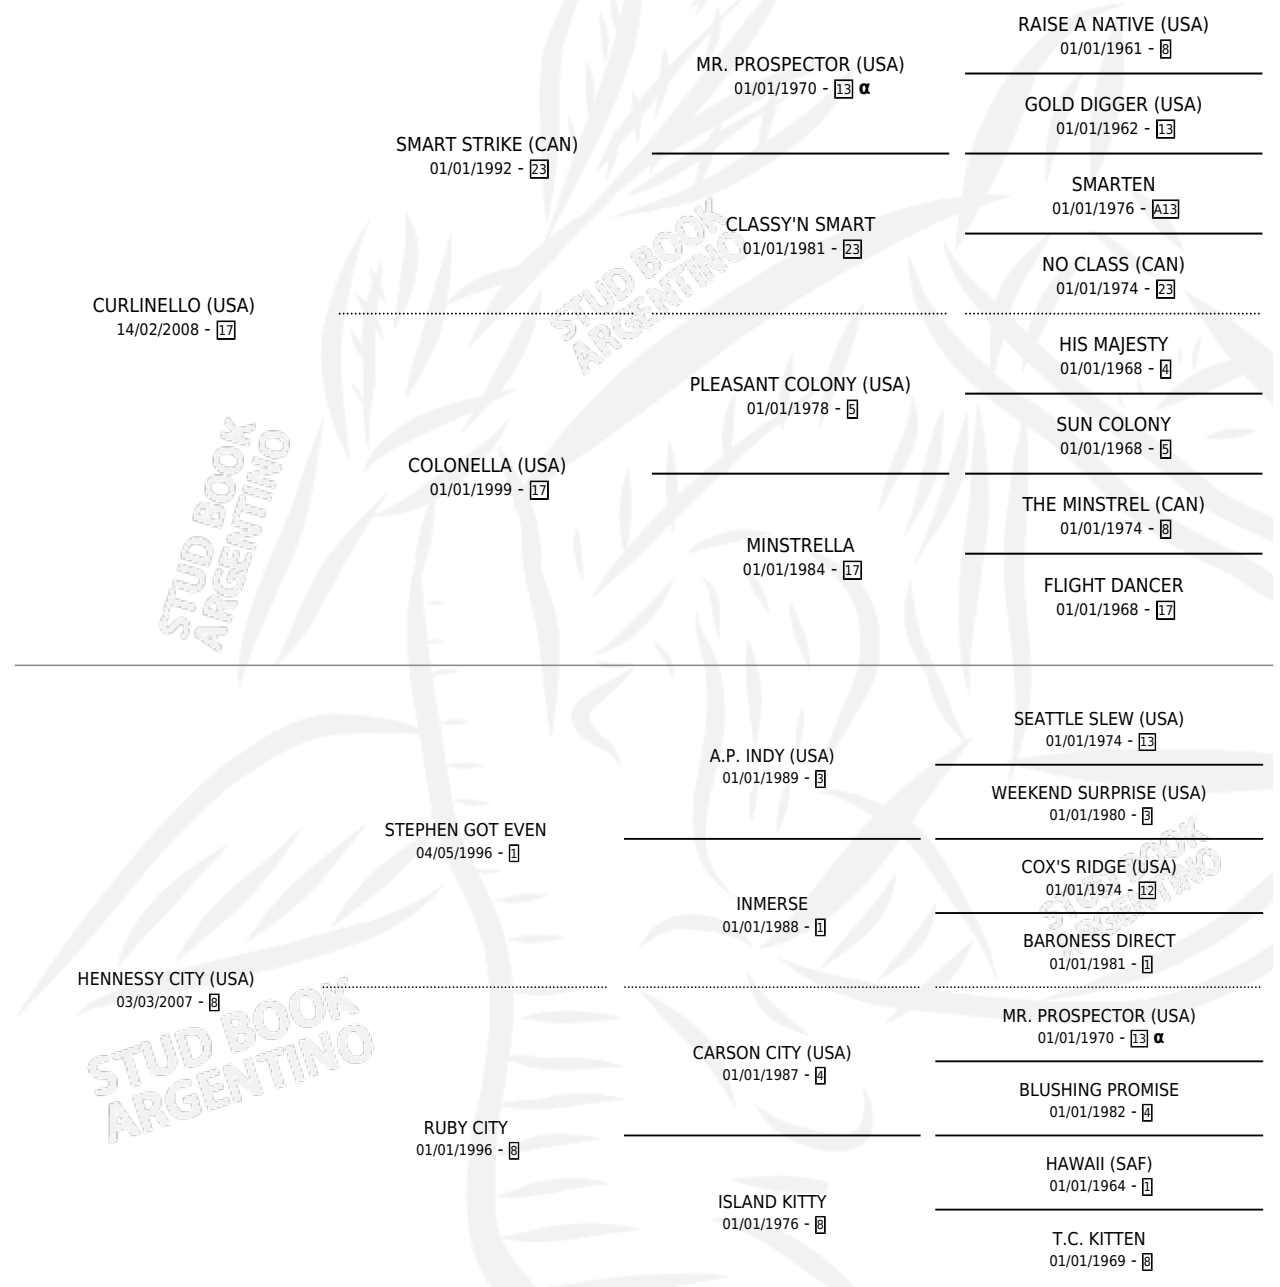 RAISE A NATIVE (USA)
01/01/1961 - 8
MR. PROSPECTOR (USA)
01/01/1970 - 13 α
GOLD DIGGER (USA)
01/01/1962 - 13
SMART STRIKE (CAN)
01/01/1992 - 23
SMARTEN
01/01/1976 - A13
CLASSY'N SMART
01/01/1981 - 23
NO CLASS (CAN)
01/01/1974 - 23
STUD BOOK
ARGENTINO
CURLINELLO (USA)
14/02/2008 - 17
HIS MAJESTY
01/01/1968 - 4
PLEASANT COLONY (USA)
01/01/1978 - 5
SUN COLONY
01/01/1968 - 5
COLONELLA (USA)
01/01/1999 - 17
THE MINSTREL (CAN)
01/01/1974 - 8
MINSTRELLA
01/01/1984 - 17
FLIGHT DANCER
01/01/1968 - 17
STUD BOOK
ARGENTINO
SEATTLE SLEW (USA)
01/01/1974 - 13
A.P. INDY (USA)
01/01/1989 - 3
WEEKEND SURPRISE (USA)
01/01/1980 - 3
STEPHEN GOT EVEN
04/05/1996 - 1
COX'S RIDGE (USA)
01/01/1974 - 12
INMERSE
01/01/1988 - 1
BARONESS DIRECT
01/01/1981 - 1
STUD BOOK
ARGENTINO
HENNESSY CITY (USA)
03/03/2007 - 8
MR. PROSPECTOR (USA)
01/01/1970 - 13 α
CARSON CITY (USA)
01/01/1987 - 4
BLUSHING PROMISE
01/01/1982 - 4
STUD BOOK
ARGENTINO
RUBY CITY
01/01/1996 - 8
HAWAII (SAF)
01/01/1964 - 1
ISLAND KITTY
01/01/1976 - 8
T.C. KITTEN
01/01/1969 - 8